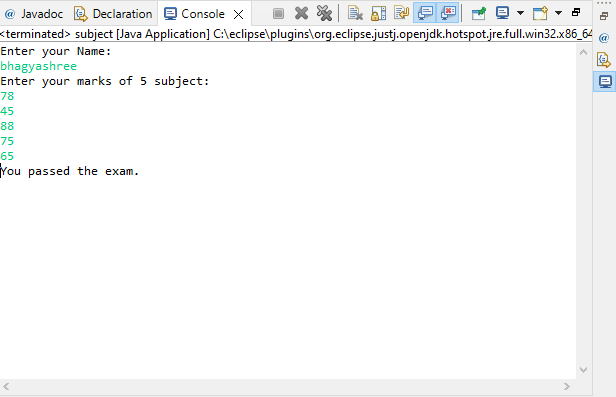 @ Javadoc Declaration Console
<terminated> subject [Java Application] C:\eclipse\plugins\org.eclipse.justj.openjdk.hotspot.jre.full.win32.x86_64
Enter your Name:
bhagyashree
Enter your marks of 5 subject:
78
45
88
75
65
You passed the exam.